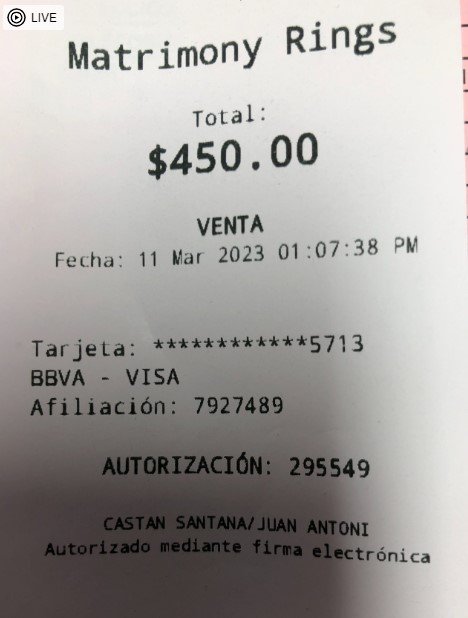 LIVE
Matrimony Rings
Total:
$450.00
VENTA
Fecha: 11 Mar 2023 01:07:38 PM
Tarjeta: ************5713
BBVA - VISA
Afiliación: 7927489
AUTORIZACIÓN: 295549
CASTAN SANTANA/JUAN ANTONI
Autorizado mediante firma electrónica